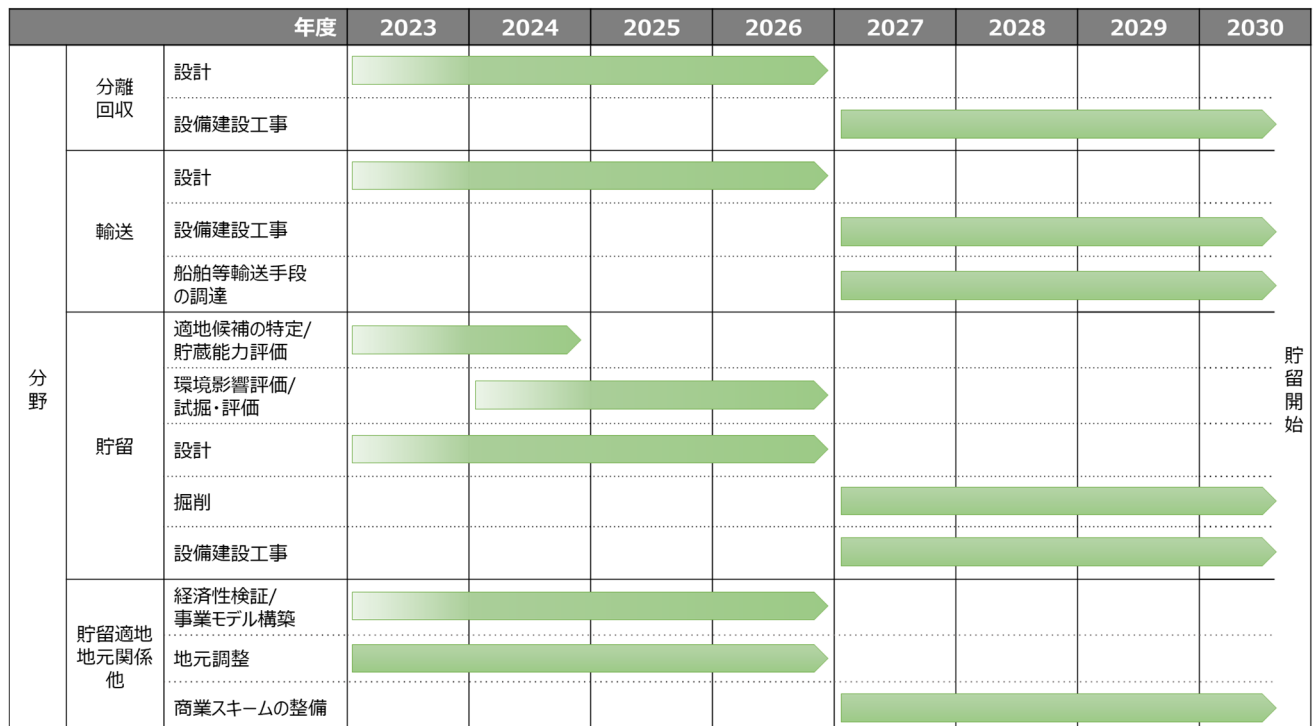 年度 2023 2024 2025 2026 2027 2028 2029 2030
分野
分離
回収
設計
設備建設工事
輸送
設計
設備建設工事
船舶等輸送手段
の調達
貯留
適地候補の特定/
貯蔵能力評価
環境影響評価/
試掘・評価
設計
掘削
設備建設工事
貯留適地
地元関係
他
経済性検証/
事業モデル構築
地元調整
商業スキームの整備
貯留開始